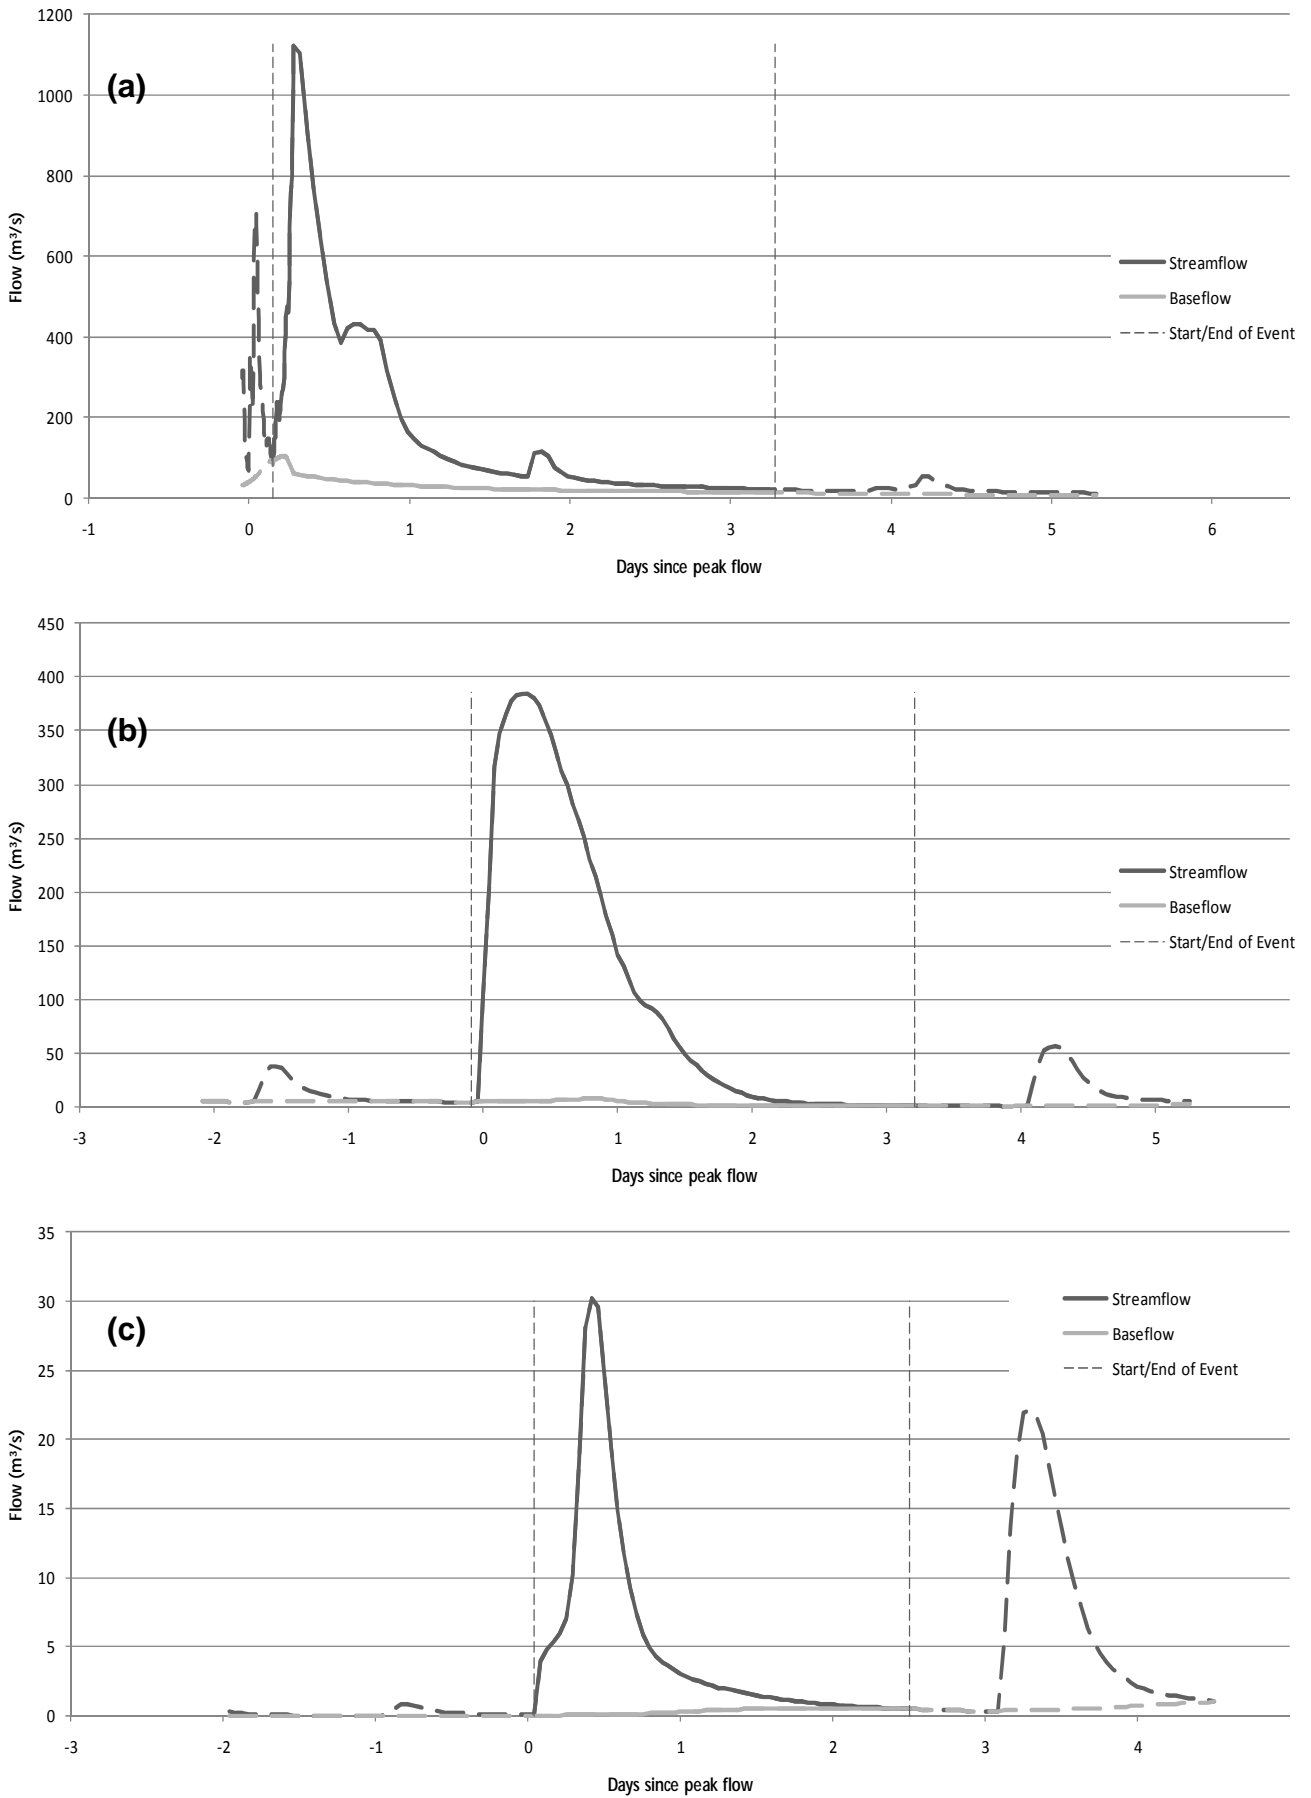 (a)
Flow (m³/s)
1200
1000
800
600
400
200
0
-1 0 1 2 3 4 5 6
Days since peak flow
Streamflow
Baseflow
Start/End of Event
(b)
Flow (m³/s)
450
400
350
300
250
200
150
100
50
0
-3 -2 -1 0 1 2 3 4 5
Days since peak flow
Streamflow
Baseflow
Start/End of Event
(c)
Flow (m³/s)
35
30
25
20
15
10
5
0
-3 -2 -1 0 1 2 3 4
Days since peak flow
Streamflow
Baseflow
Start/End of Event